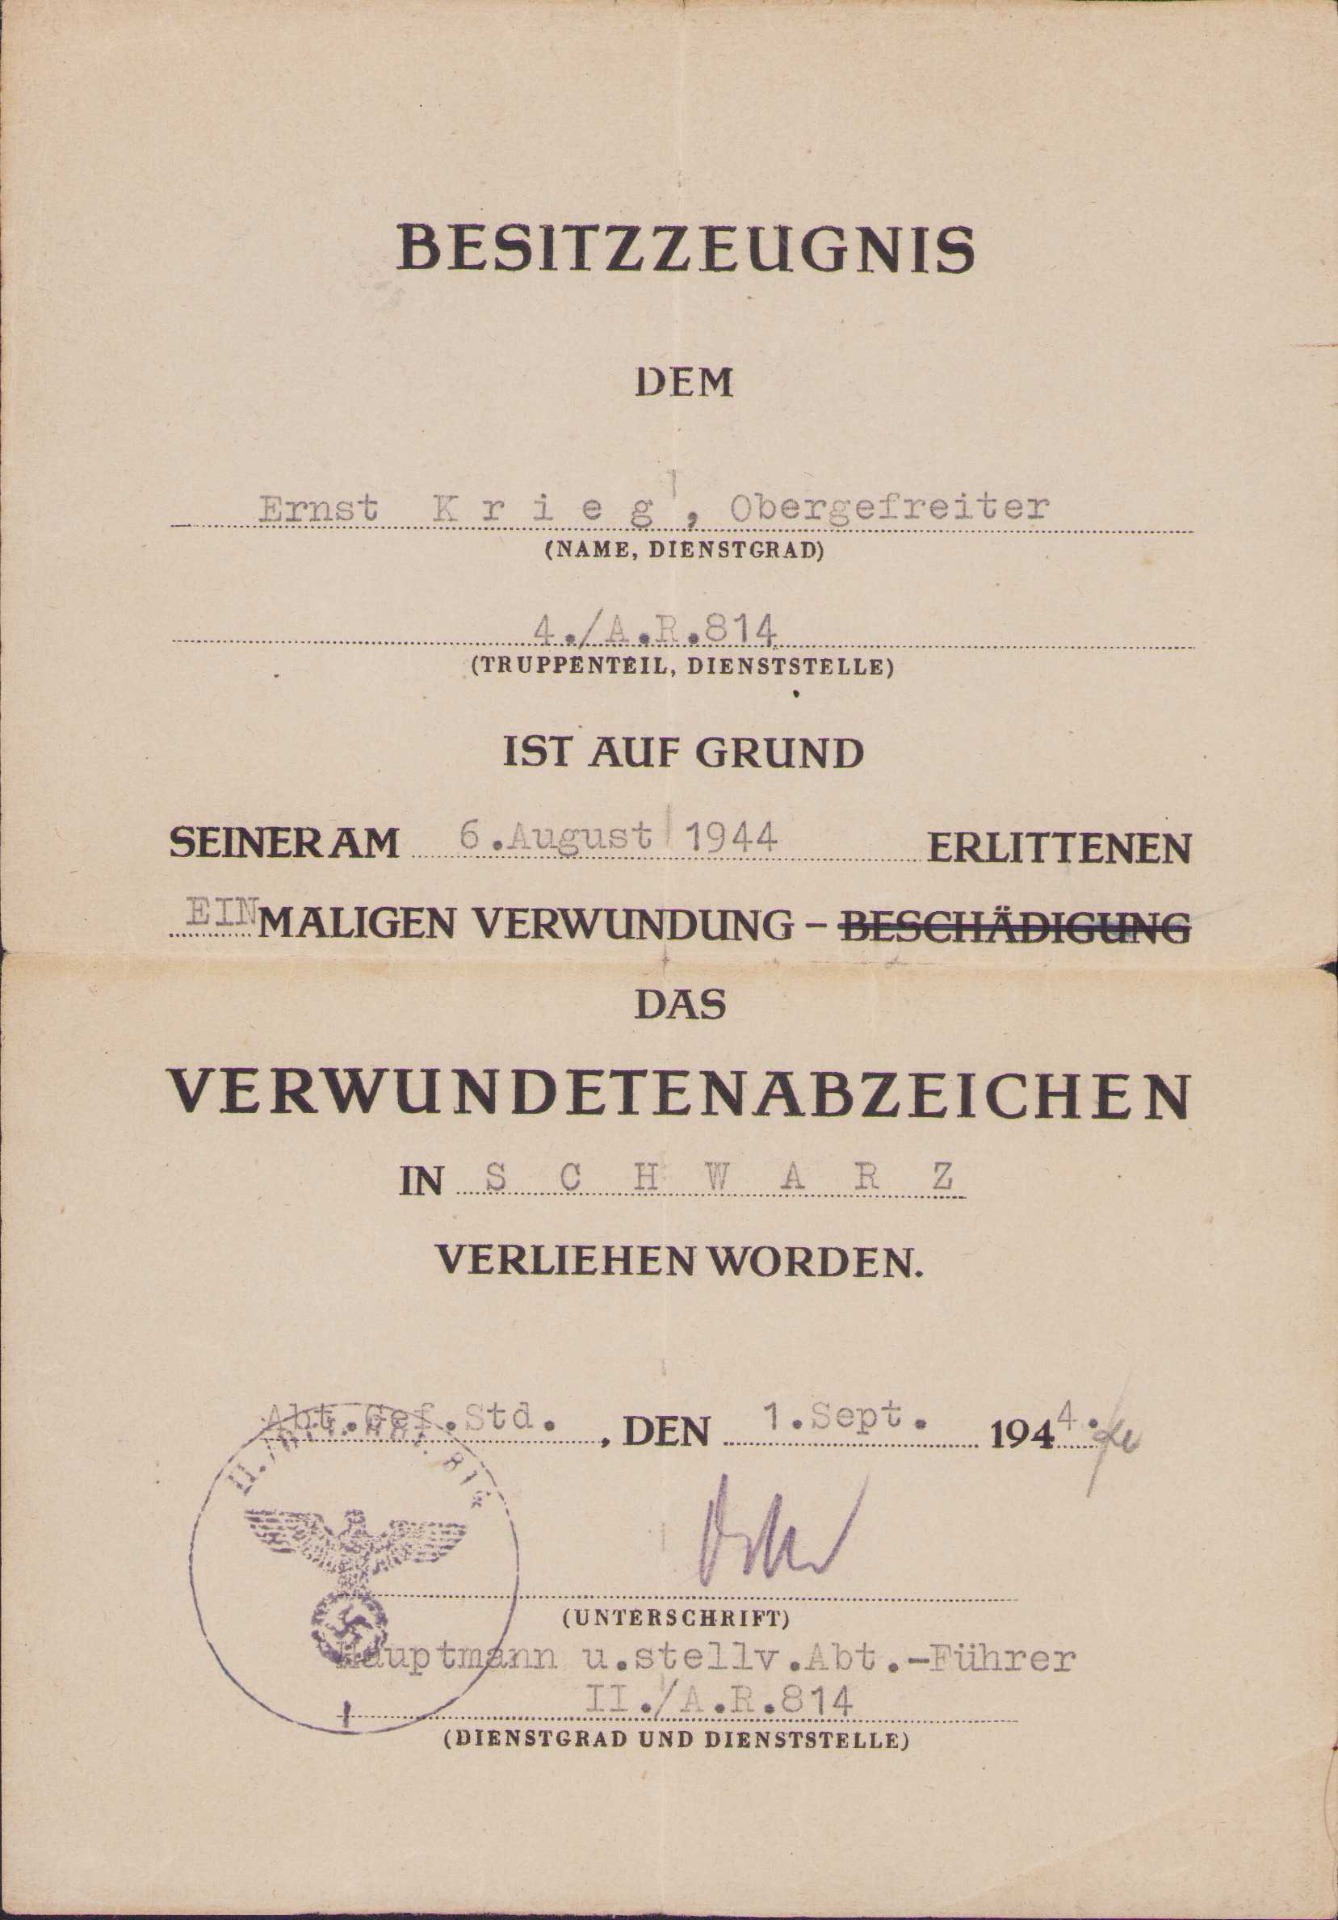 BESITZZEUGNIS
DEM
Ernst K r i e g , Obergefreiter
(NAME, DIENSTGRAD)
4./A.R.814
(TRUPPENTEIL, DIENSTSTELLE)
IST AUF GRUND
SEINER AM 6.August 1944 ERLITTENEN
EINMALIGEN VERWUNDUNG – BESCHÄDIGUNG
DAS
VERWUNDETENABZEICHEN
IN S C H W A R Z
VERLIEHEN WORDEN.
Abt.Gef.Std. , DEN 1.Sept. 1944.
II./ 814
(UNTERSCHRIFT)
Hauptmann u.stellv.Abt.-Führer
II./A.R.814
(DIENSTGRAD UND DIENSTSTELLE)